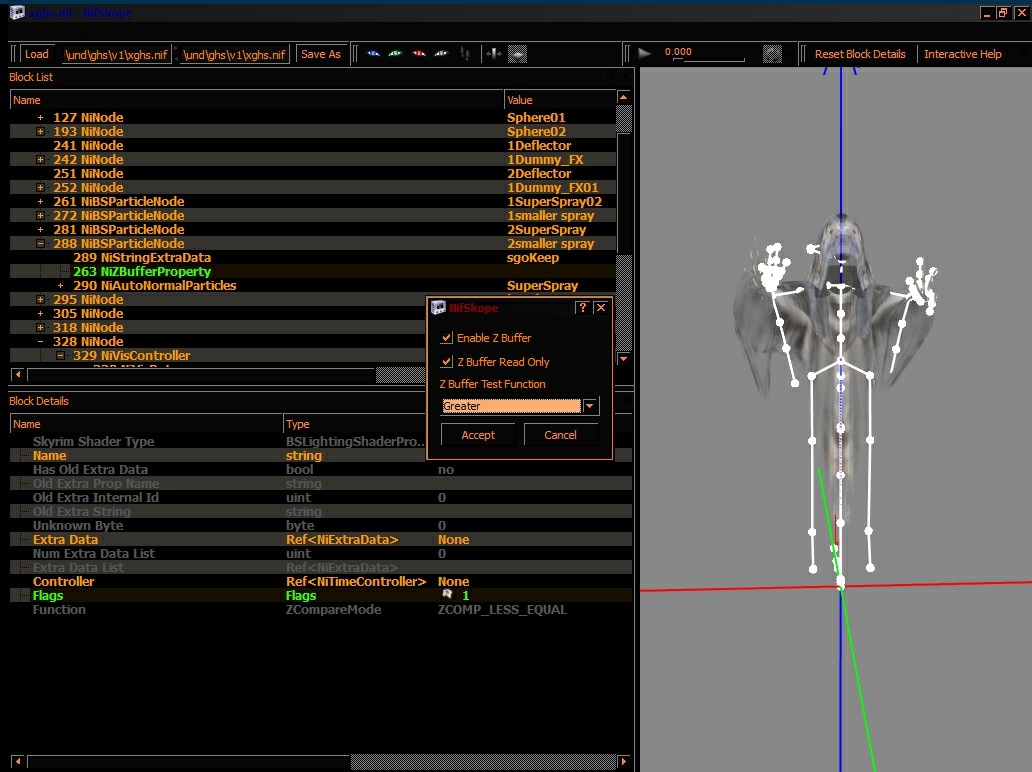 xghs.nif - NifSkope
Load \und\ghs\v1\xghs.nif \und\ghs\v1\xghs.nif Save As 0.000 Reset Block Details Interactive Help
Block List
Name Value
127 NiNode Sphere01
193 NiNode Sphere02
241 NiNode 1Deflector
242 NiNode 1Dummy_FX
251 NiNode 2Deflector
252 NiNode 1Dummy_FX01
261 NiBSParticleNode 1SuperSpray02
272 NiBSParticleNode 1smaller spray
281 NiBSParticleNode 2SuperSpray
288 NiBSParticleNode 2smaller spray
289 NiStringExtraData sgoKeep
263 NiZBufferProperty
290 NiAutoNormalParticles SuperSpray
295 NiNode
305 NiNode
318 NiNode
328 NiNode
329 NiVisController
NifSkope
Enable Z Buffer
Z Buffer Read Only
Z Buffer Test Function
Greater
Accept Cancel
Block Details
Name Type
Skyrim Shader Type BSLightingShaderPro...
Name string
Has Old Extra Data bool no
Old Extra Prop Name string
Old Extra Internal Id uint 0
Old Extra String string
Unknown Byte byte 0
Extra Data Ref<NiExtraData> None
Num Extra Data List uint 0
Extra Data List Ref<NiExtraData>
Controller Ref<NiTimeController> None
Flags Flags 1
Function ZCompareMode ZCOMP_LESS_EQUAL